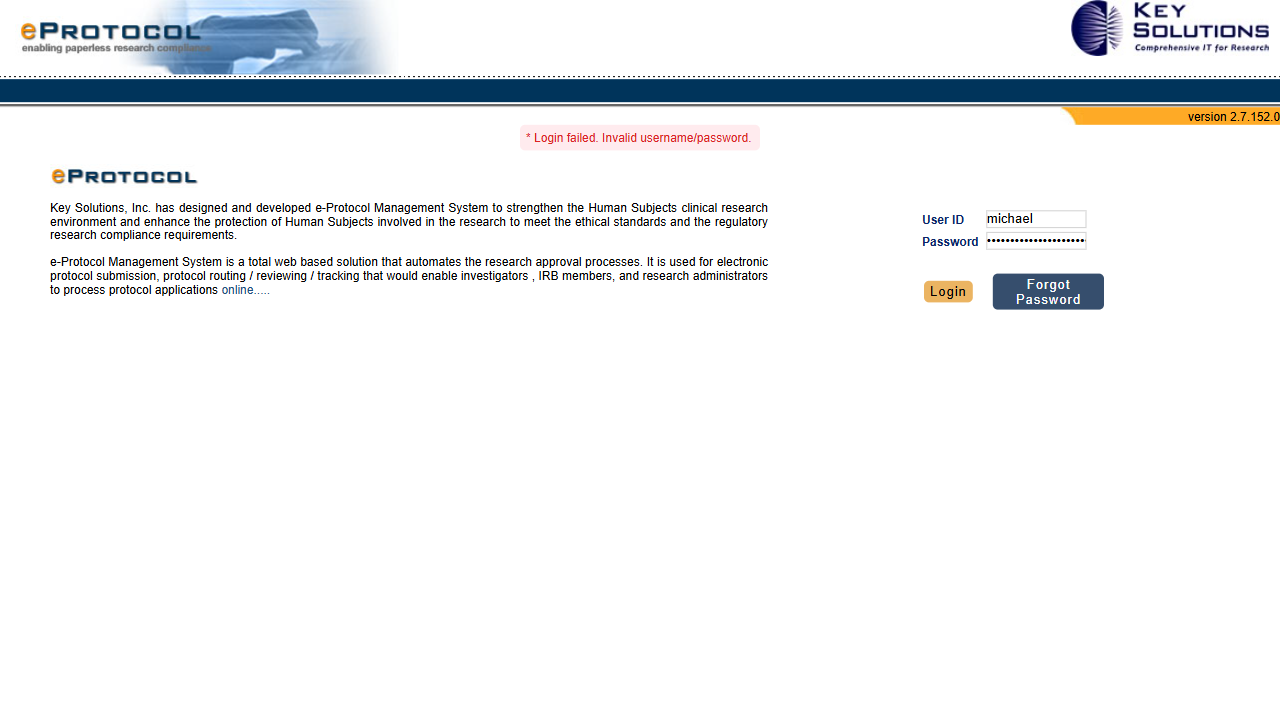 ePROTOCOL
enabling paperless research compliance
KEY
SOLUTIONS
Comprehensive IT for Research
version 2.7.152.0
* Login failed. Invalid username/password.
ePROTOCOL
Key Solutions, Inc. has designed and developed e-Protocol Management System to strengthen the Human Subjects clinical research
environment and enhance the protection of Human Subjects involved in the research to meet the ethical standards and the regulatory
research compliance requirements.
e-Protocol Management System is a total web based solution that automates the research approval processes. It is used for electronic
protocol submission, protocol routing / reviewing / tracking that would enable investigators , IRB members, and research administrators
to process protocol applications online.....
User ID michael
Password •••••••••••••••••••••
Login
Forgot
Password